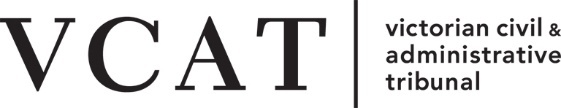 VCAT
victorian civil &
administrative
tribunal